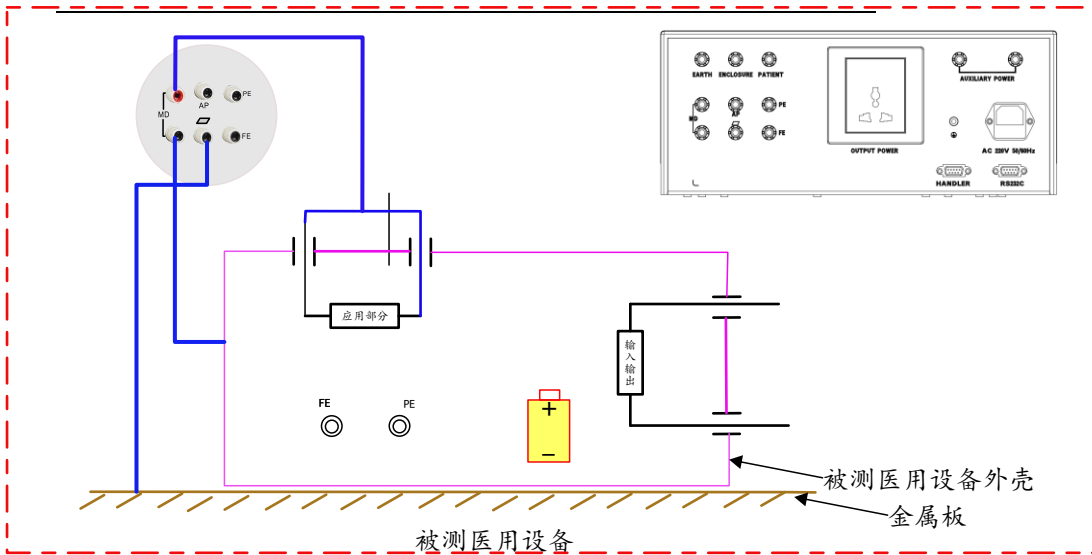 MD
AP
PE
FE
EARTH ENCLOSURE PATIENT
AUXILIARY POWER
MD
AP
PE
FE
OUTPUT POWER
AC 220V 50/60Hz
HANDLER
RS232C
应用部分
输入输出
FE
PE
+
−
被测医用设备外壳
金属板
被测医用设备